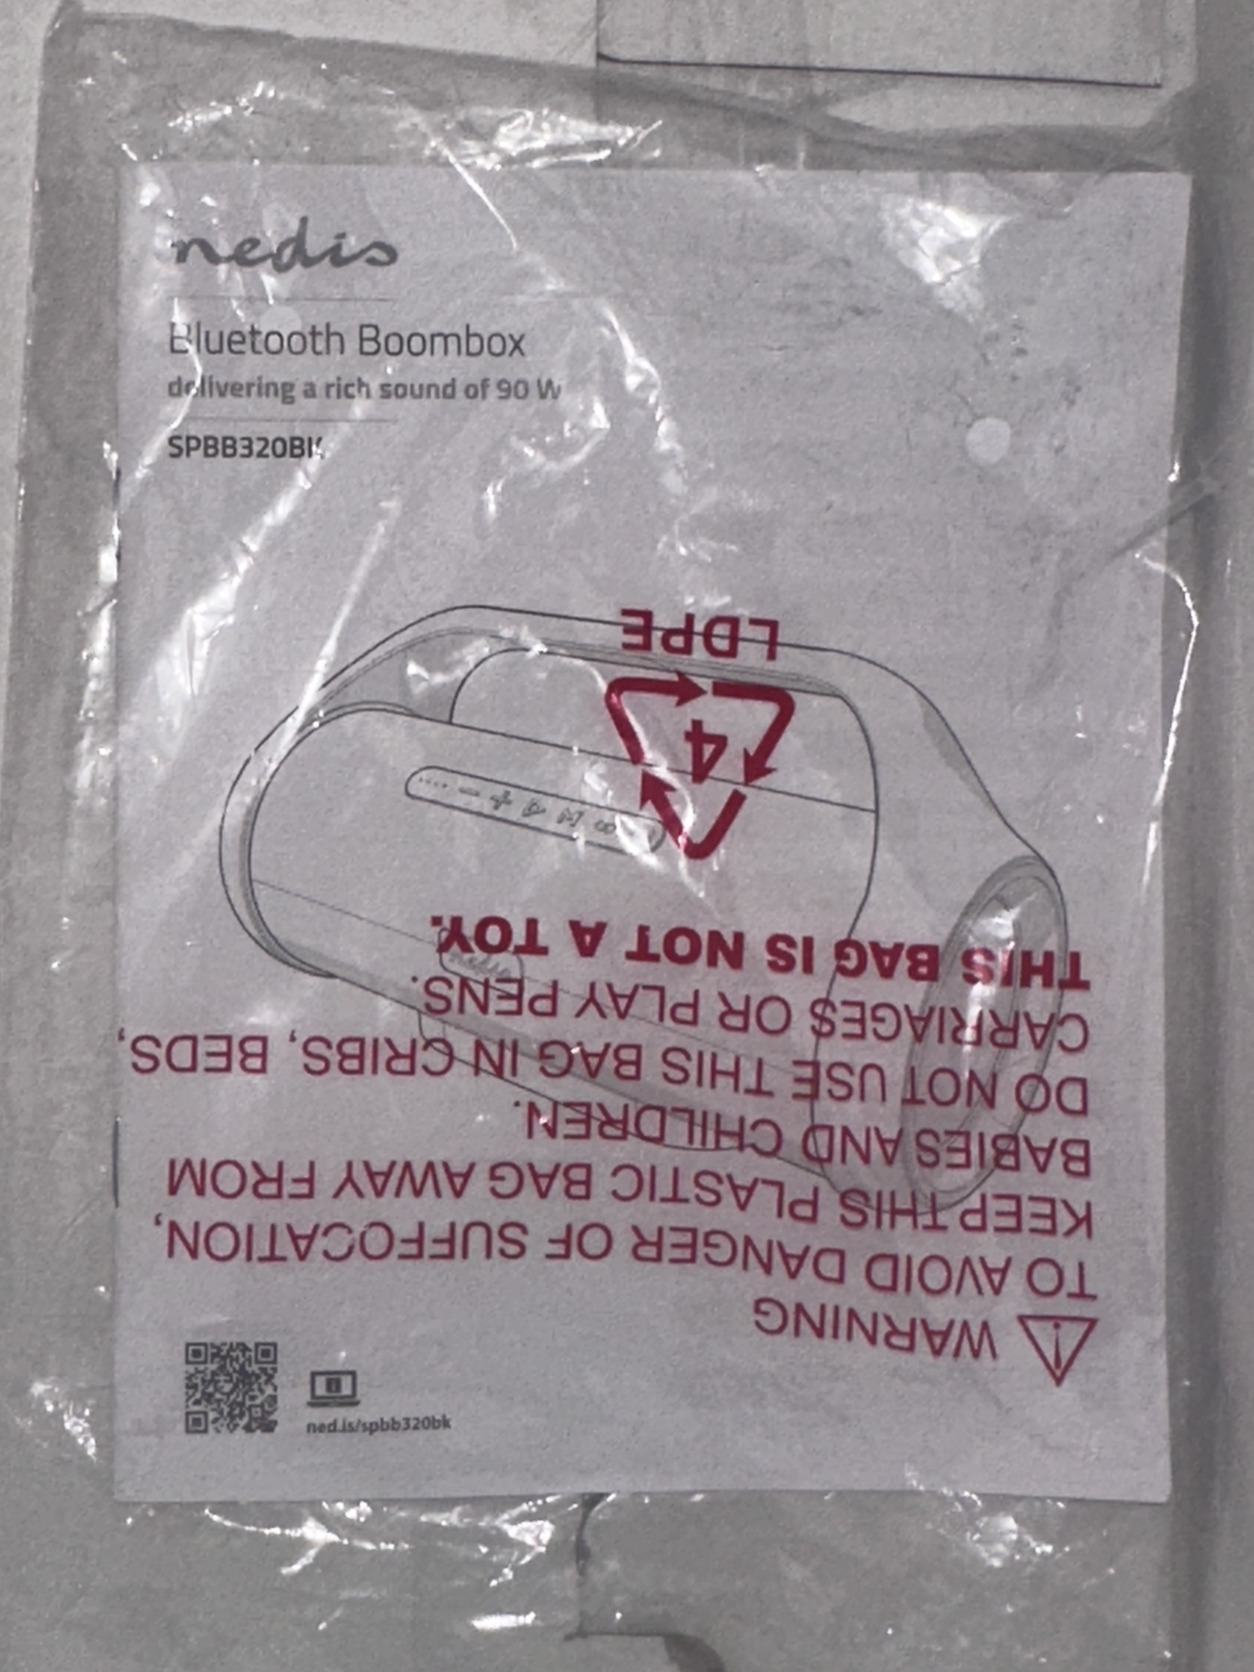 nedis
Bluetooth Boombox
delivering a rich sound of 90 W
SPBB320BK
WARNING
TO AVOID DANGER OF SUFFOCATION,
KEEP THIS PLASTIC BAG AWAY FROM
BABIES AND CHILDREN.
DO NOT USE THIS BAG IN CRIBS, BEDS,
CARRIAGES OR PLAY PENS.
THIS BAG IS NOT A TOY.
4
LDPE
nedis
ned.is/spbb320bk